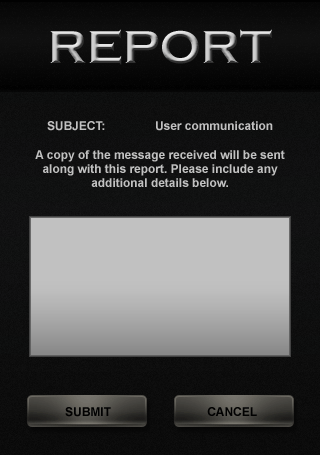 REPORT
SUBJECT: User communication
A copy of the message received will be sent
along with this report. Please include any
additional details below.
SUBMIT CANCEL